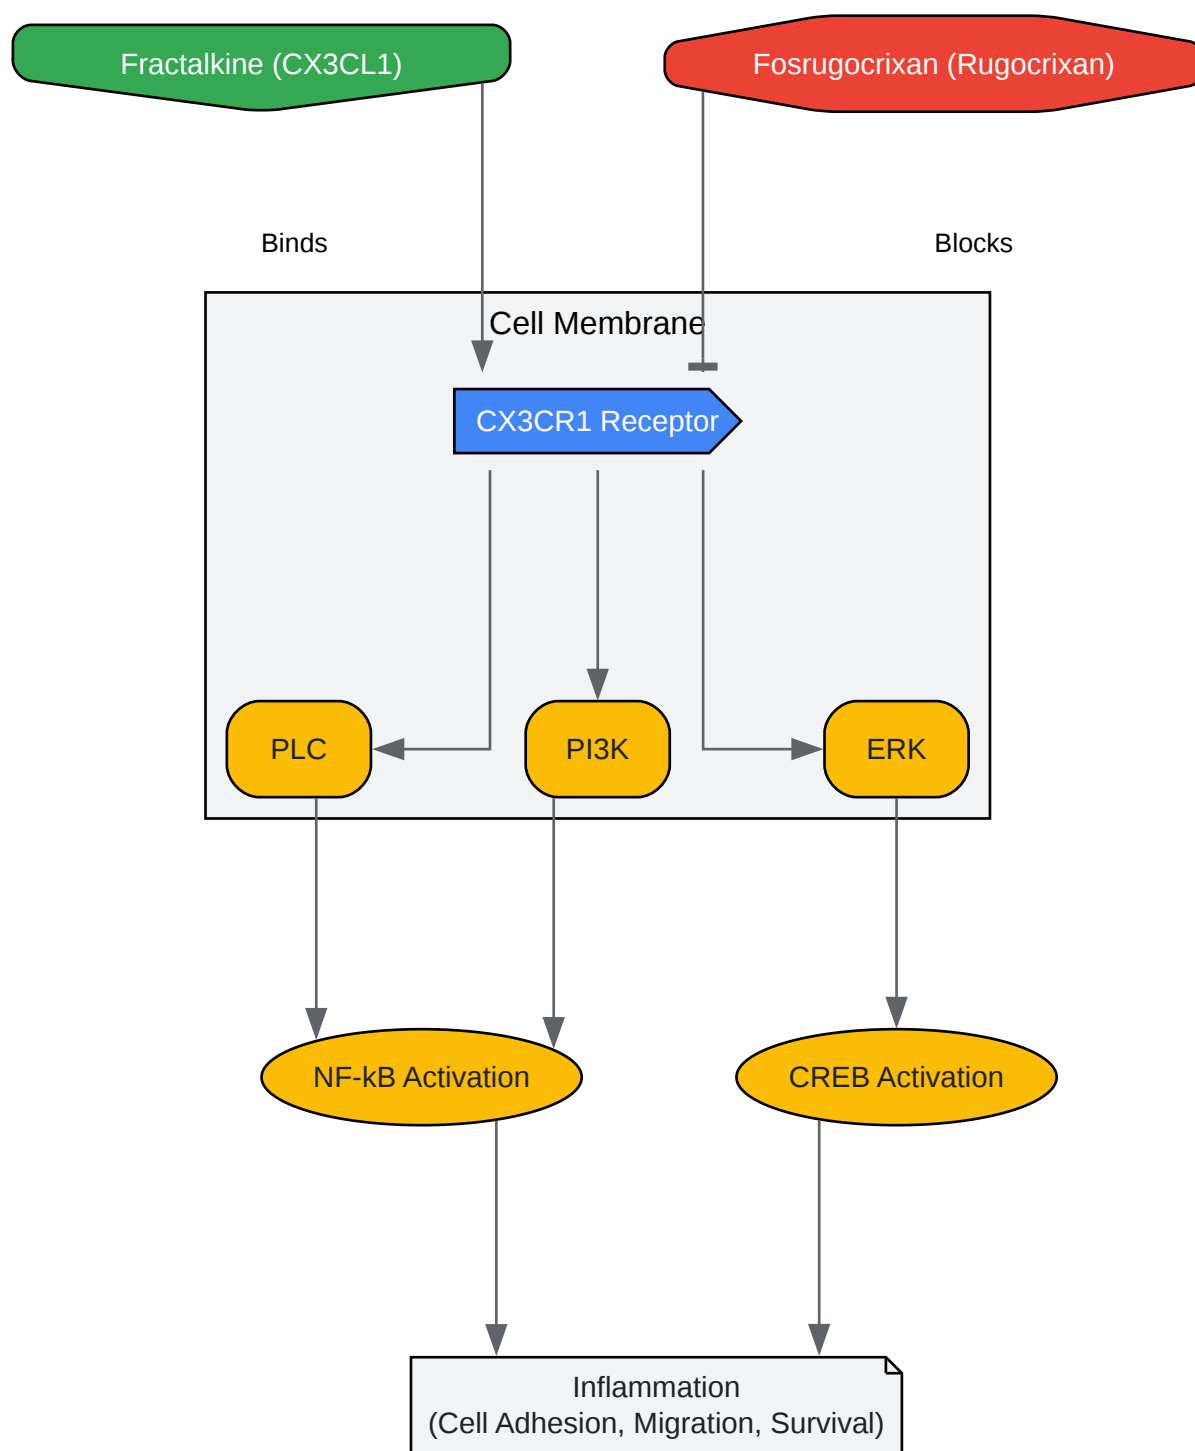 Fractalkine (CX3CL1)
Fosrugocrixan (Rugocrixan)
Binds
Blocks
Cell Membrane
CX3CR1 Receptor
PLC
PI3K
ERK
NF-kB Activation
CREB Activation
Inflammation
(Cell Adhesion, Migration, Survival)